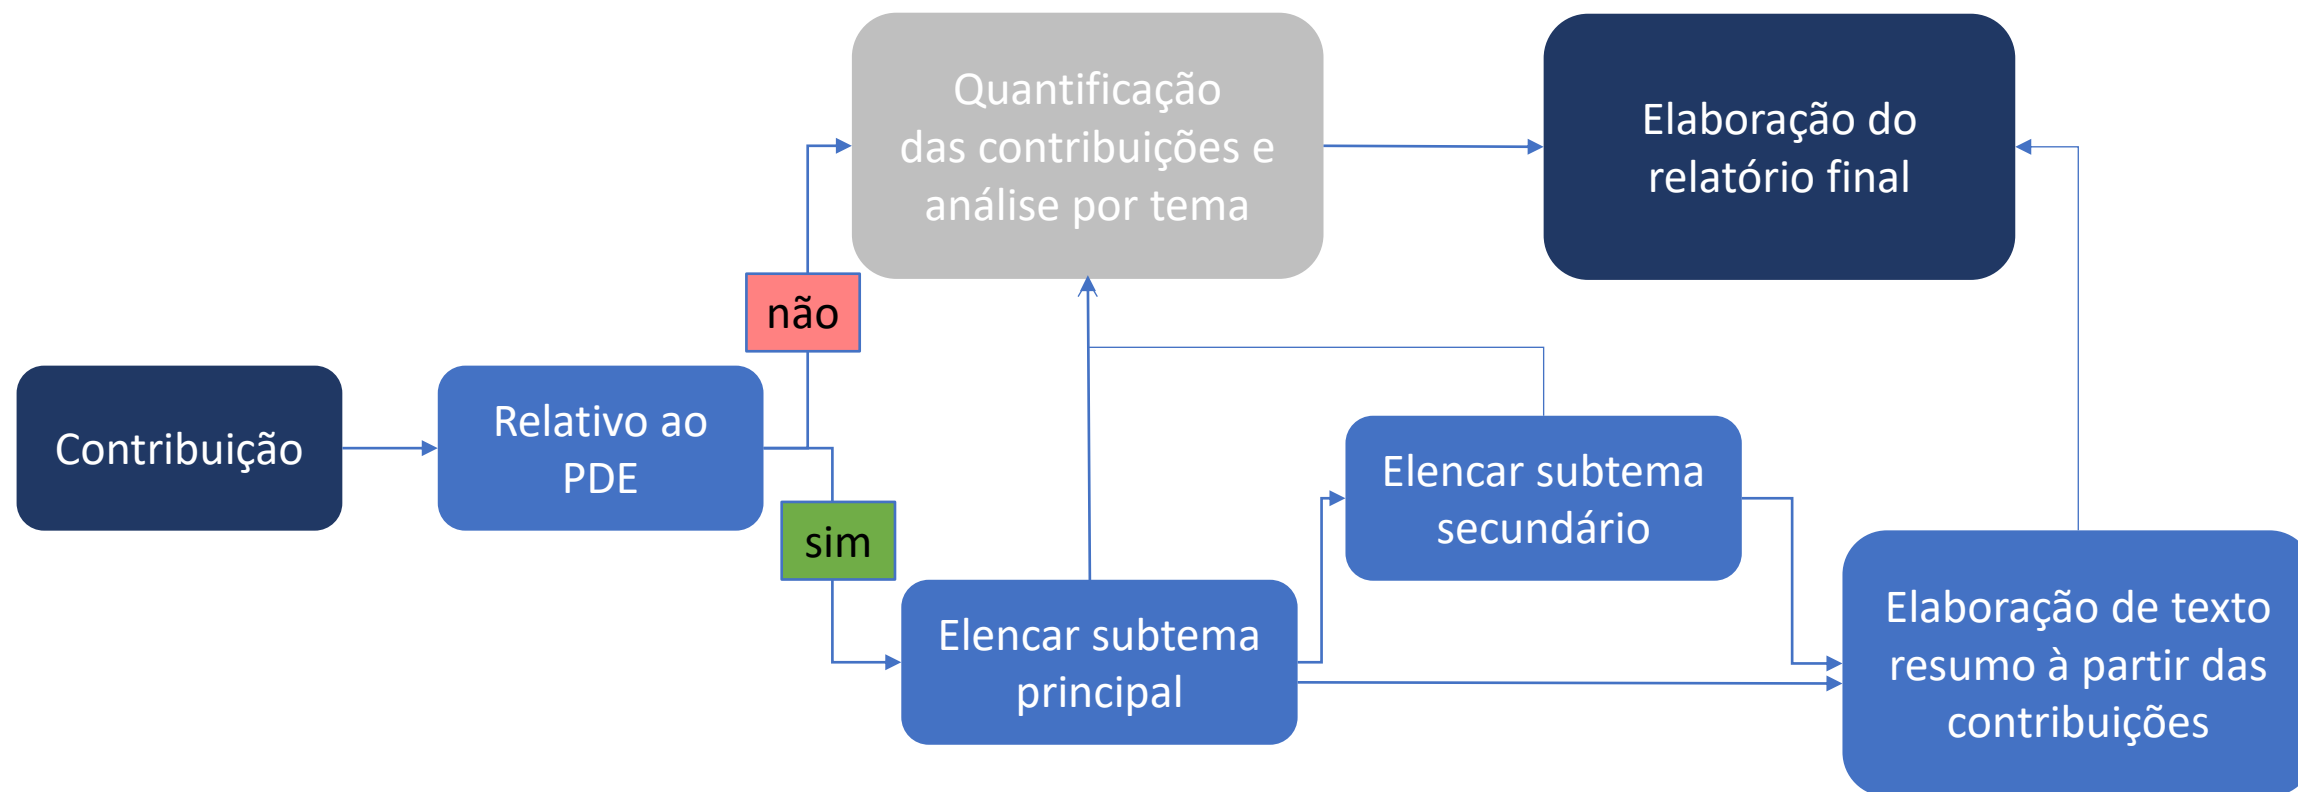 Quantificação
das contribuições e
análise por tema
Elaboração do
relatório final
não
Contribuição
Relativo ao
PDE
sim
Elencar subtema
secundário
Elencar subtema
principal
Elaboração de texto
resumo à partir das
contribuições